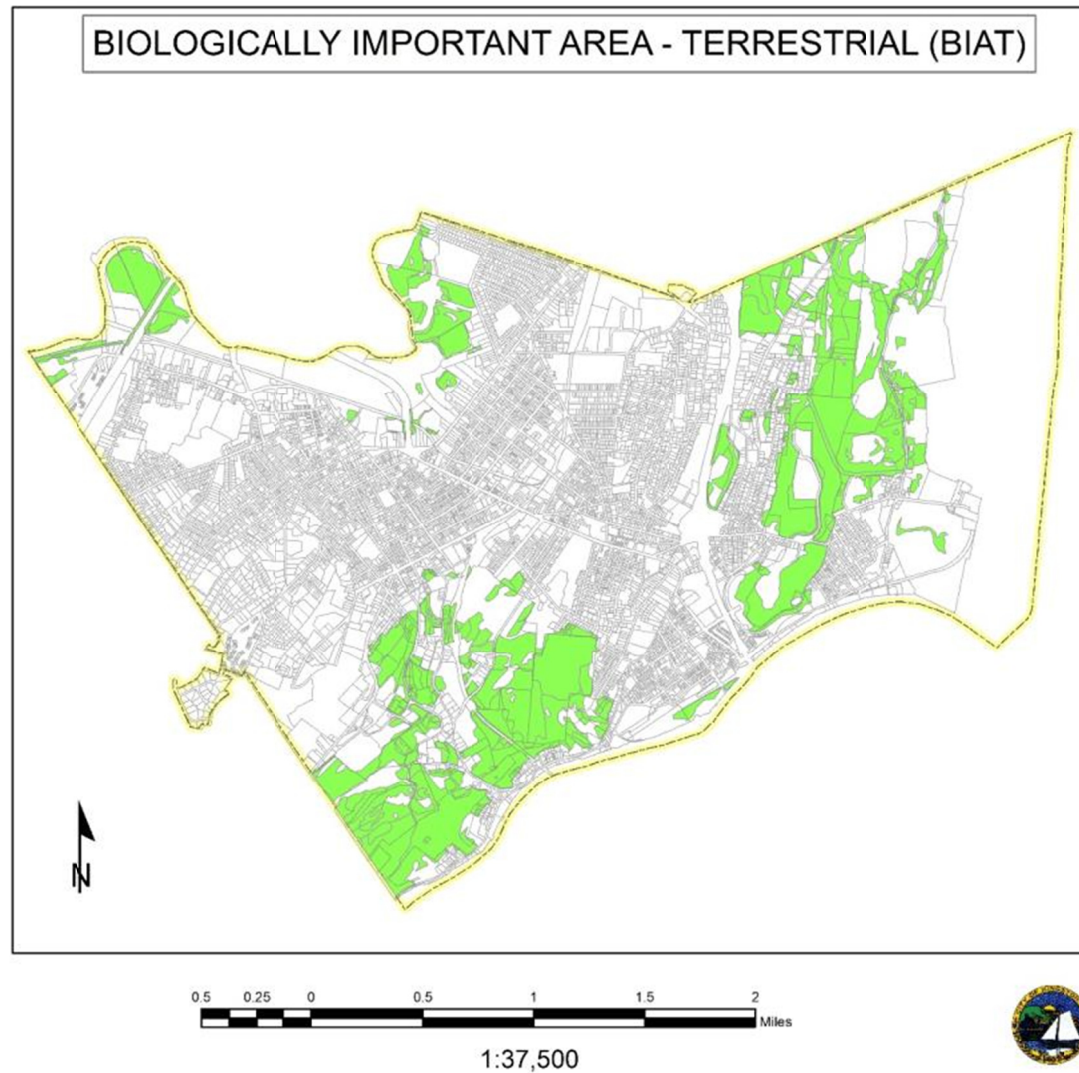 BIOLOGICALLY IMPORTANT AREA - TERRESTRIAL (BIAT)
N
0.5 0.25 0 0.5 1 1.5 2
Miles
1:37,500